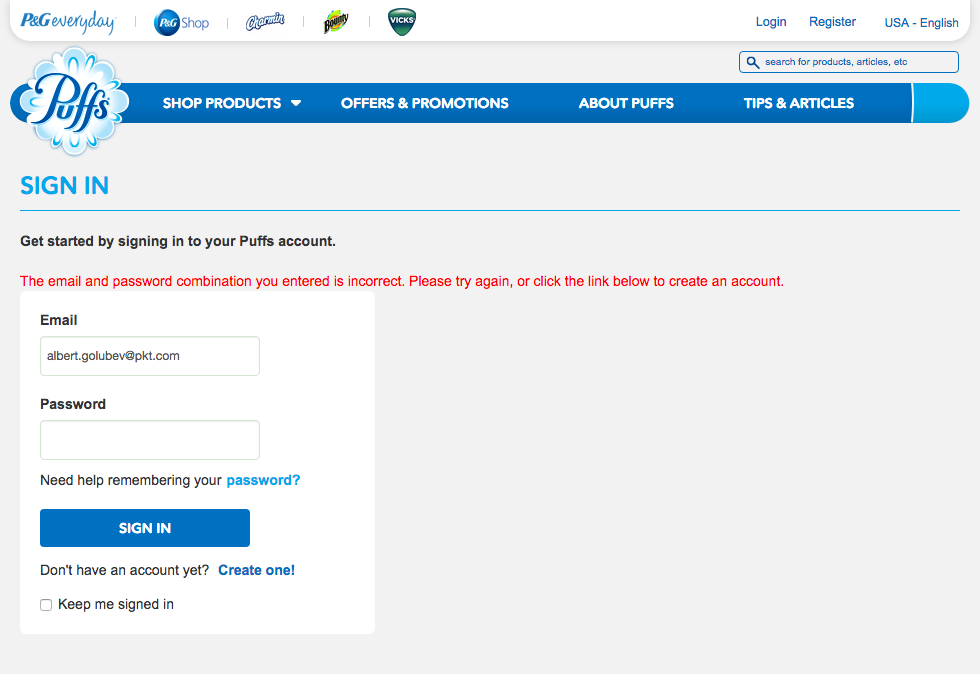 P&G everyday P&G Shop Charmin Bounty VICKS Login Register USA - English
search for products, articles, etc
Puffs SHOP PRODUCTS OFFERS & PROMOTIONS ABOUT PUFFS TIPS & ARTICLES
SIGN IN
Get started by signing in to your Puffs account.
The email and password combination you entered is incorrect. Please try again, or click the link below to create an account.
Email
albert.golubev@pkt.com
Password
Need help remembering your password?
SIGN IN
Don't have an account yet? Create one!
Keep me signed in